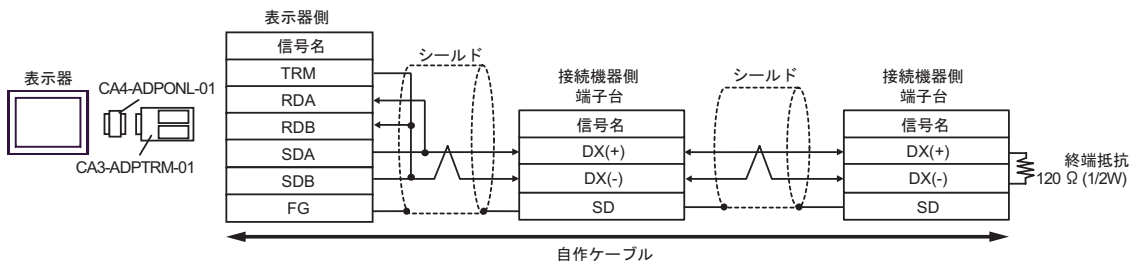 表示器
CA4-ADPONL-01
CA3-ADPTRM-01
表示器側
信号名
TRM
RDA
RDB
SDA
SDB
FG
シールド
接続機器側
端子台
信号名
DX(+)
DX(-)
SD
シールド
接続機器側
端子台
信号名
DX(+)
DX(-)
SD
終端抵抗
120 Ω (1/2W)
自作ケーブル